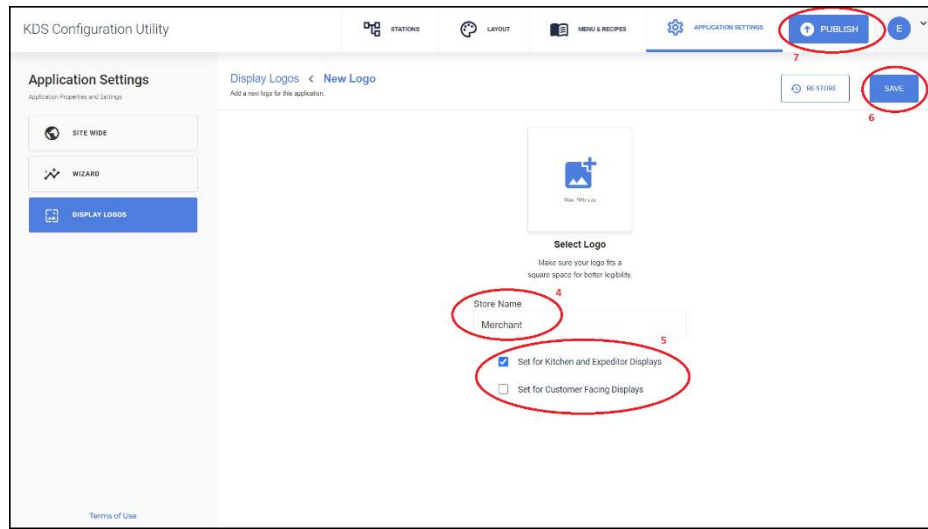 KDS Configuration Utility
STATIONS
LAYOUT
MENU & RECIPES
APPLICATION SETTINGS
PUBLISH
E
7
Application Settings
Application Properties and Settings
Display Logos < New Logo
Add a new logo for this application.
RESTORE
SAVE
6
SITE WIDE
WIZARD
DISPLAY LOGOS
Select Logo
Make sure your logo fits a
square space for better legibility.
4
Store Name
Merchant
5
Set for Kitchen and Expeditor Displays
Set for Customer Facing Displays
Terms of Use